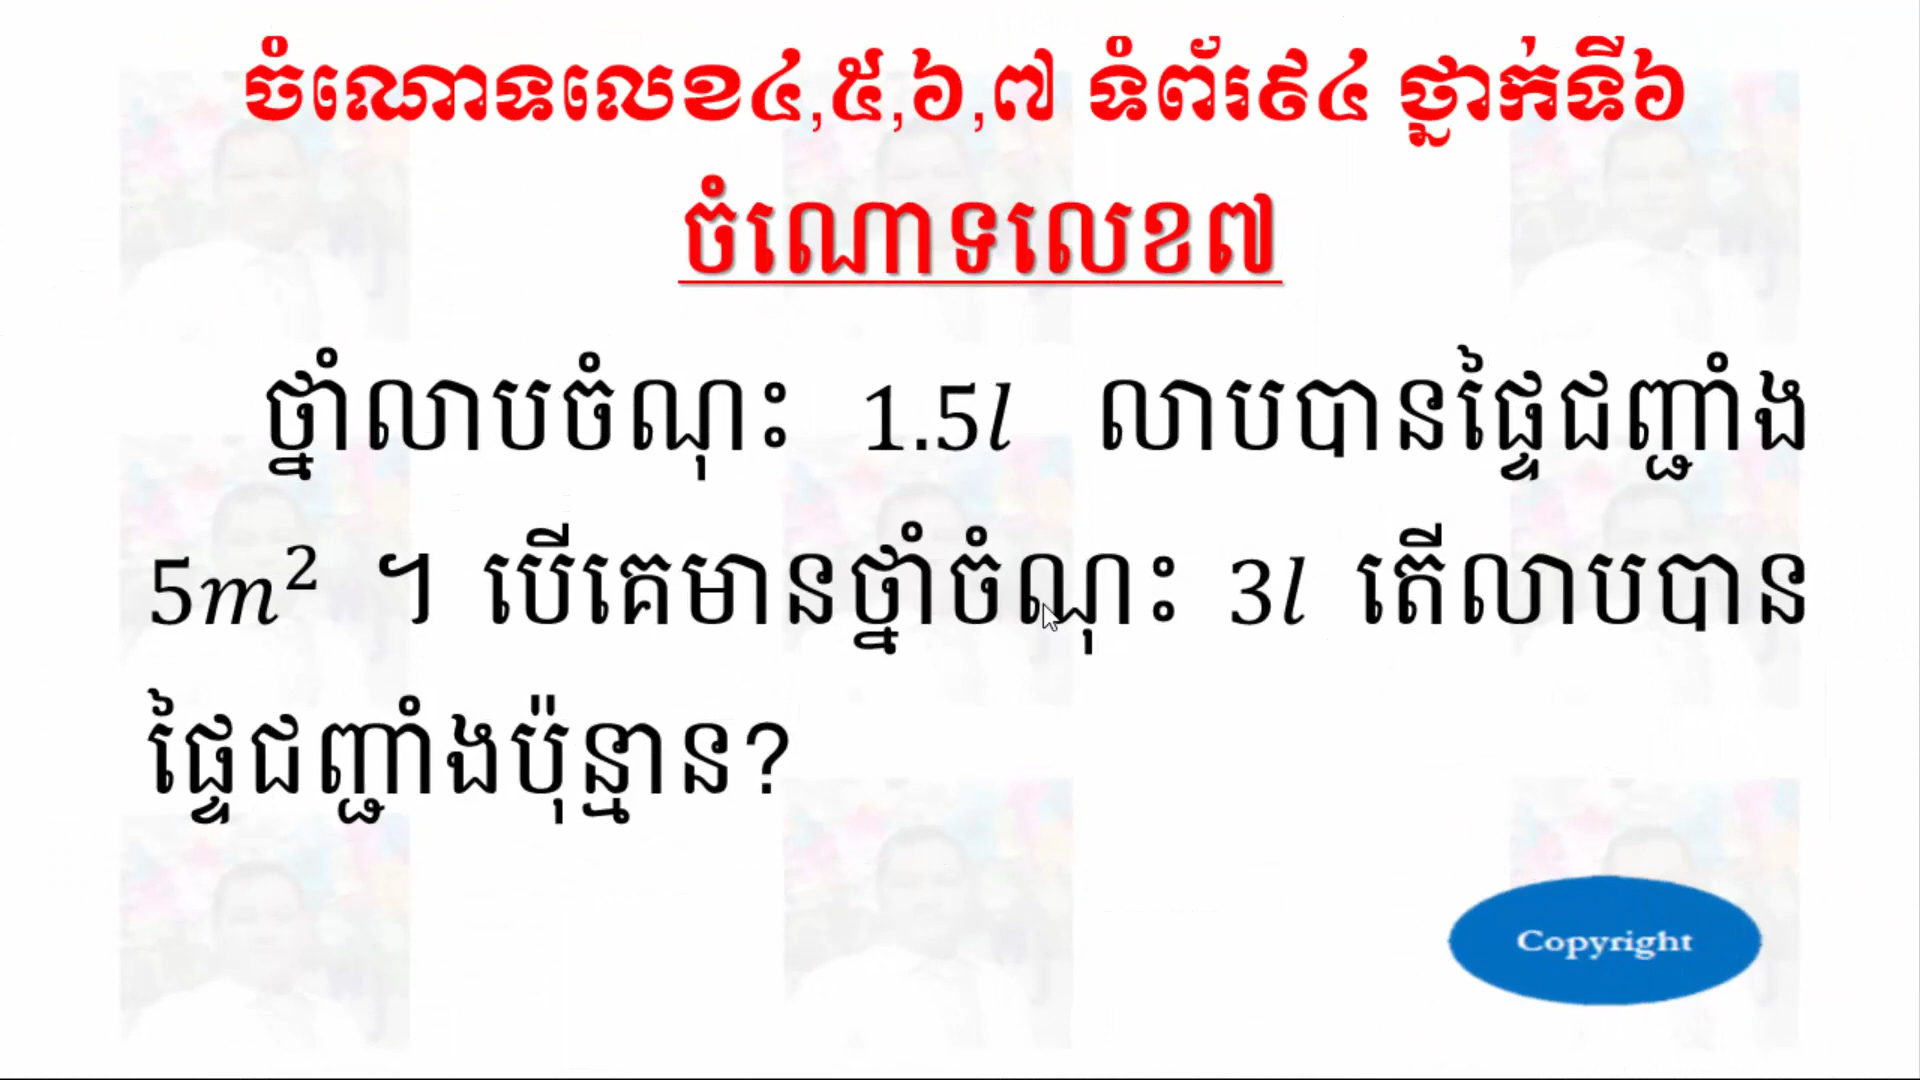 ចំណោទលេខ៤,៥,៦,៧ ទំព័រ៩៤ ថ្នាក់ទី៦
ចំណោទលេខ៧
ថ្នាំលាបចំណុះ 1.5l លាបបានផ្ទៃជញ្ជាំង
5m² ។ បើគេមានថ្នាំចំណុះ 3l តើលាបបាន
ផ្ទៃជញ្ជាំងប៉ុន្មាន?
Copyright